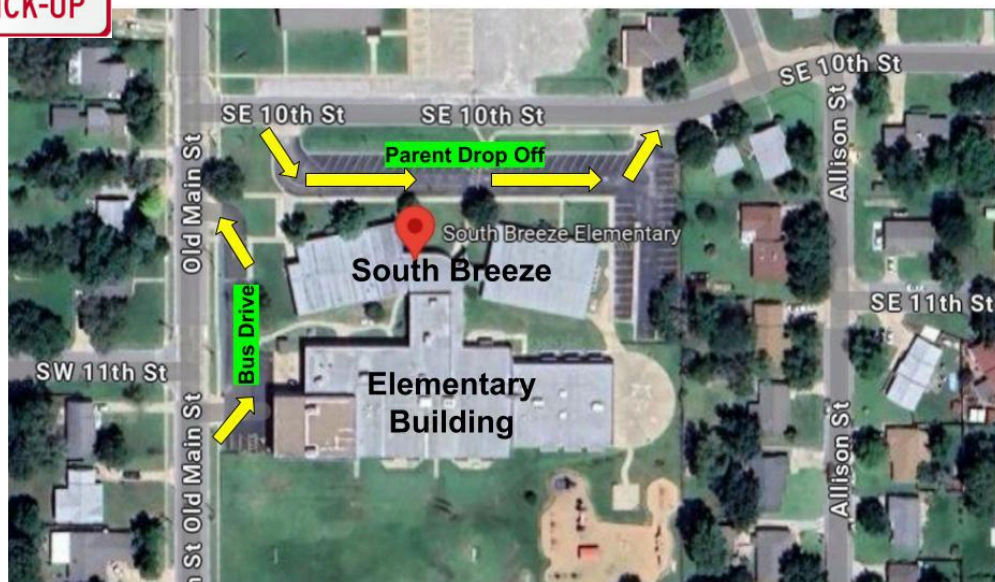 ICK-UP
SE 10th St
SE 10th St
SE 10th St
Parent Drop Off
Old Main St
Allison St
South Breeze Elementary
South Breeze
Bus Drive
SE 11th St
SW 11th St
Elementary
Building
Old Main St
St
Allison St